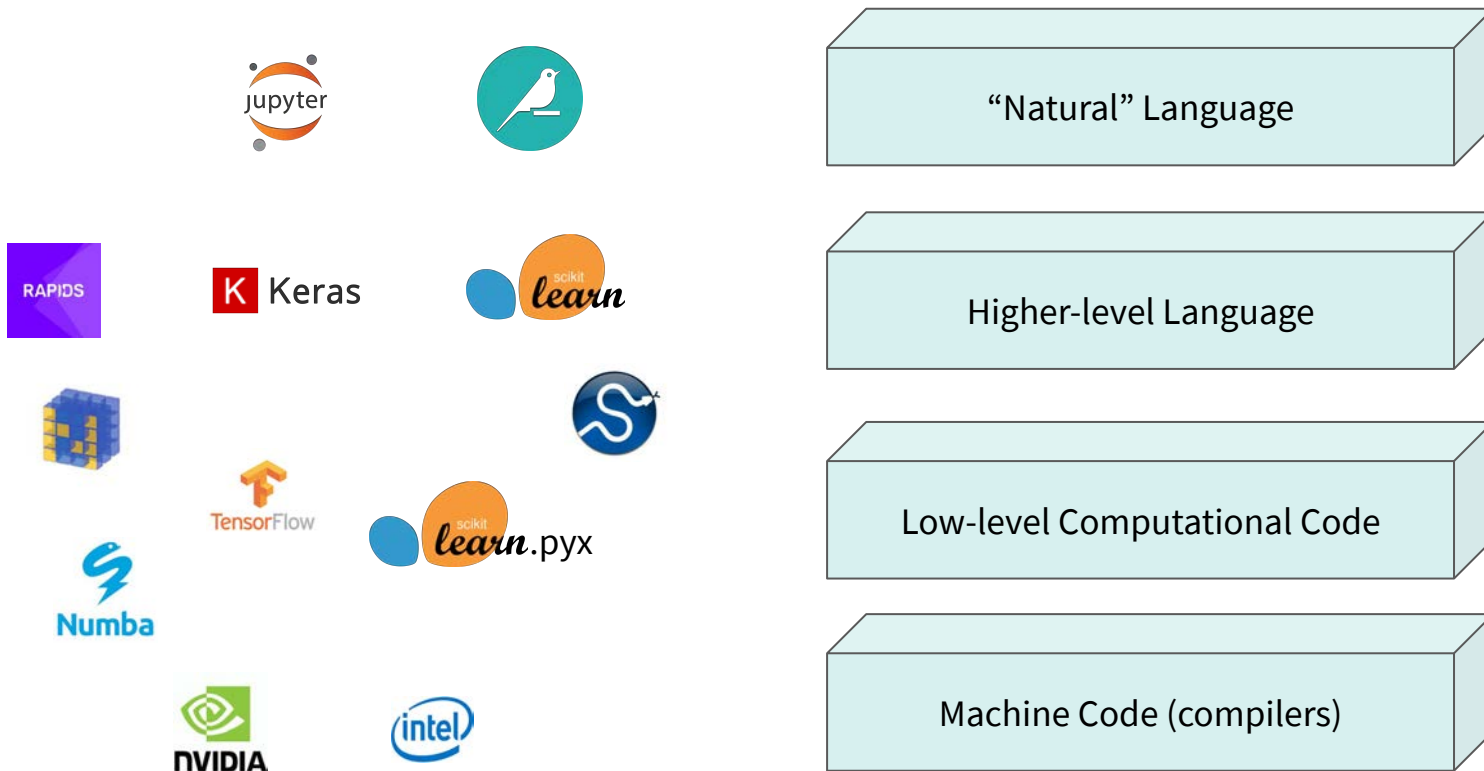 jupyter
“Natural” Language
RAPIDS
K Keras
scikit
learn
Higher-level Language
TensorFlow
scikit
learn.pyx
Low-level Computational Code
Numba
NVIDIA
intel
Machine Code (compilers)